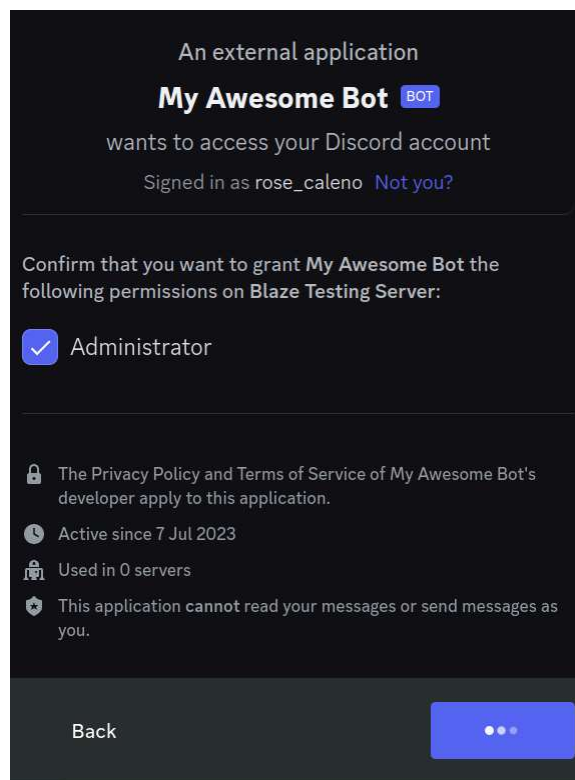 An external application
My Awesome Bot BOT
wants to access your Discord account
Signed in as rose_caleno Not you?
Confirm that you want to grant My Awesome Bot the
following permissions on Blaze Testing Server:
Administrator
The Privacy Policy and Terms of Service of My Awesome Bot's
developer apply to this application.
Active since 7 Jul 2023
Used in 0 servers
This application cannot read your messages or send messages as
you.
Back